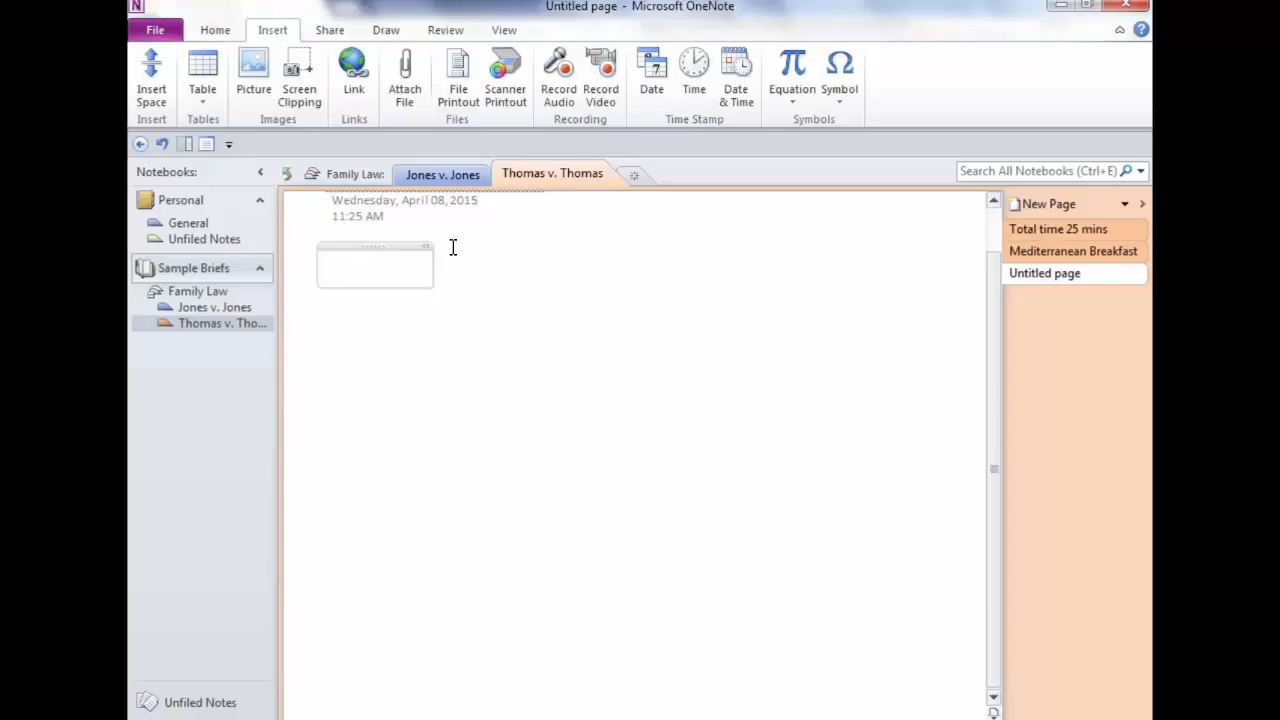 Untitled page - Microsoft OneNote
File Home Insert Share Draw Review View
Insert Space
Table
Picture
Screen Clipping
Link
Attach File
File Printout
Scanner Printout
Record Audio
Record Video
Date
Time
Date & Time
Equation
Symbol
Insert Tables Images Links Files Recording Time Stamp Symbols
Notebooks:
Family Law:
Jones v. Jones
Thomas v. Thomas
Search All Notebooks (Ctrl+E)
Personal
General
Unfiled Notes
Sample Briefs
Family Law
Jones v. Jones
Thomas v. Tho...
Unfiled Notes
Wednesday, April 08, 2015
11:25 AM
New Page
Total time 25 mins
Mediterranean Breakfast
Untitled page